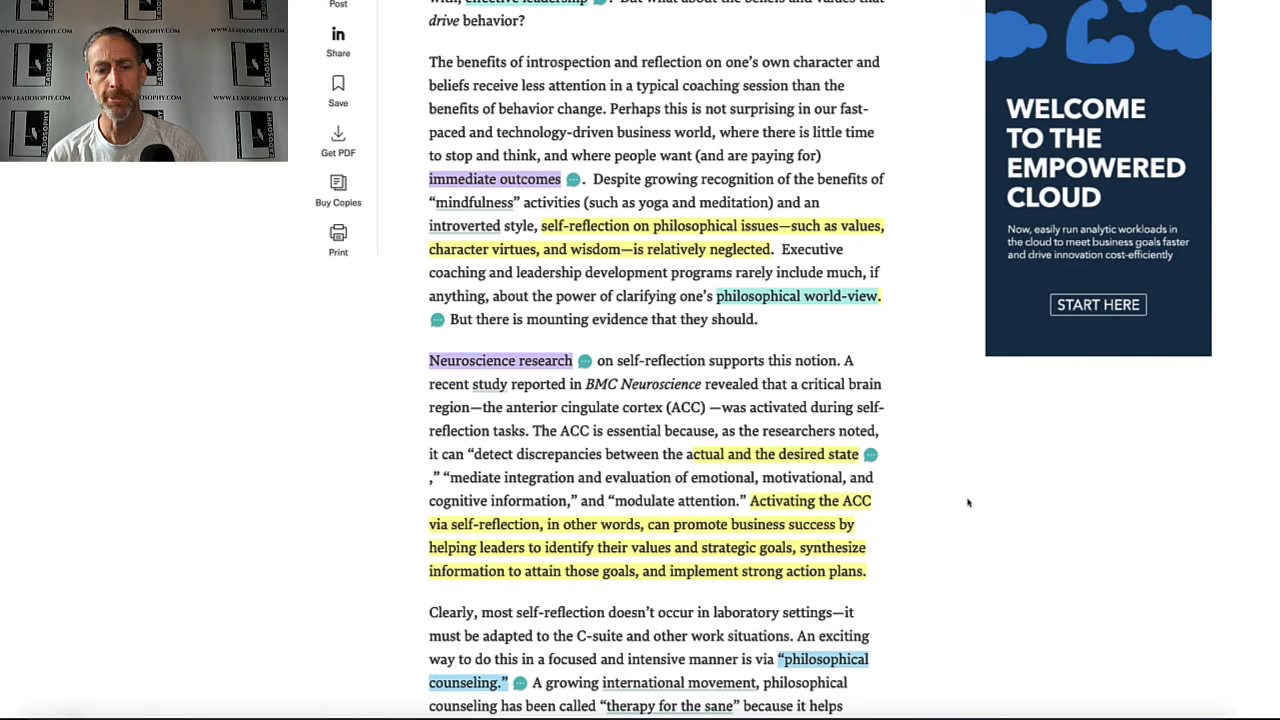 Post
Share
Save
Get PDF
Buy Copies
Print
WWW.LEADOSOPHY.COM
drive behavior?
The benefits of introspection and reflection on one's own character and
beliefs receive less attention in a typical coaching session than the
benefits of behavior change. Perhaps this is not surprising in our fast-
paced and technology-driven business world, where there is little time
to stop and think, and where people want (and are paying for)
immediate outcomes. Despite growing recognition of the benefits of
“mindfulness” activities (such as yoga and meditation) and an
introverted style, self-reflection on philosophical issues—such as values,
character virtues, and wisdom—is relatively neglected. Executive
coaching and leadership development programs rarely include much, if
anything, about the power of clarifying one's philosophical world-view.
But there is mounting evidence that they should.
Neuroscience research on self-reflection supports this notion. A
recent study reported in BMC Neuroscience revealed that a critical brain
region—the anterior cingulate cortex (ACC) —was activated during self-
reflection tasks. The ACC is essential because, as the researchers noted,
it can “detect discrepancies between the actual and the desired state
,” “mediate integration and evaluation of emotional, motivational, and
cognitive information,” and “modulate attention.” Activating the ACC
via self-reflection, in other words, can promote business success by
helping leaders to identify their values and strategic goals, synthesize
information to attain those goals, and implement strong action plans.
Clearly, most self-reflection doesn't occur in laboratory settings—it
must be adapted to the C-suite and other work situations. An exciting
way to do this in a focused and intensive manner is via “philosophical
counseling.” A growing international movement, philosophical
counseling has been called “therapy for the sane” because it helps
WELCOME
TO THE
EMPOWERED
CLOUD
Now, easily run analytic workloads in
the cloud to meet business goals faster
and drive innovation cost-efficiently
START HERE